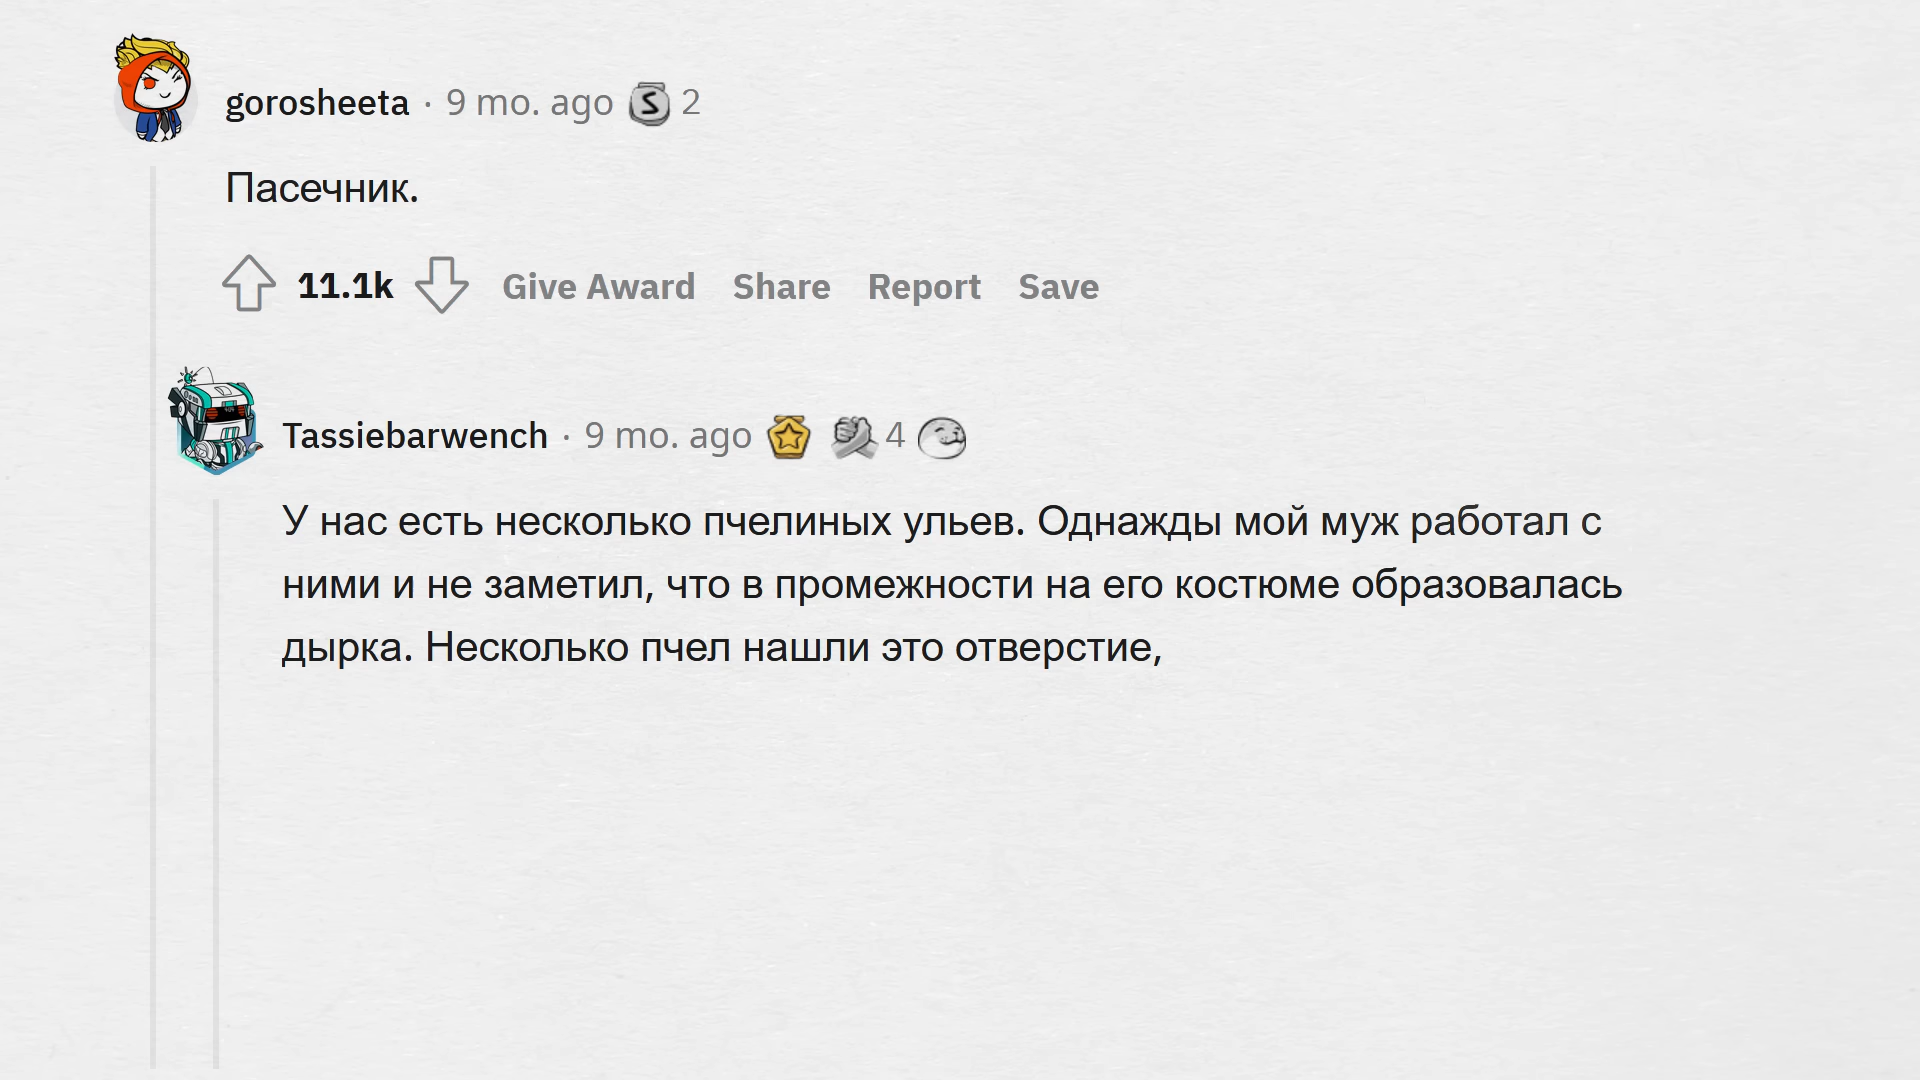 gorosheeta · 9 mo. ago S 2
Пасечник.
11.1k Give Award Share Report Save
Tassiebarwench · 9 mo. ago 4
У нас есть несколько пчелиных ульев. Однажды мой муж работал с
ними и не заметил, что в промежности на его костюме образовалась
дырка. Несколько пчел нашли это отверстие,